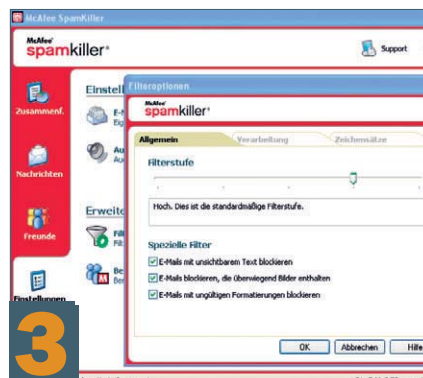 McAfee SpamKiller
McAfee
spamkiller
Support
Zusammenf.
Nachrichten
Freunde
Einstellungen
Einstell
Erweite
Filteroptionen
McAfee
spamkiller
Allgemein
Verarbeitung
Zeichensätze
Filterstufe
Hoch. Dies ist die standardmäßige Filterstufe.
Spezielle Filter
E-Mails mit unsichtbarem Text blockieren
E-Mails blockieren, die überwiegend Bilder enthalten
E-Mails mit ungültigen Formatierungen blockieren
OK
Abbrechen
Hilfe
3